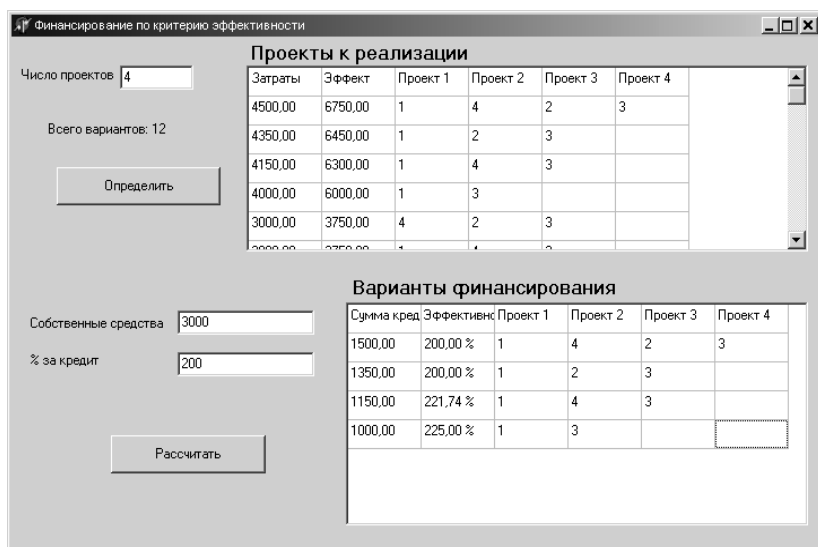 Финансирование по критерию эффективности
Проекты к реализации
Число проектов 4
Всего вариантов: 12
Определить
Затраты Эффект Проект 1 Проект 2 Проект 3 Проект 4
4500,00 6750,00 1 4 2 3
4350,00 6450,00 1 2 3
4150,00 6300,00 1 4 3
4000,00 6000,00 1 3
3000,00 3750,00 4 2 3
Варианты финансирования
Собственные средства 3000
% за кредит 200
Рассчитать
Сумма кред Эффективнс Проект 1 Проект 2 Проект 3 Проект 4
1500,00 200,00 % 1 4 2 3
1350,00 200,00 % 1 2 3
1150,00 221,74 % 1 4 3
1000,00 225,00 % 1 3